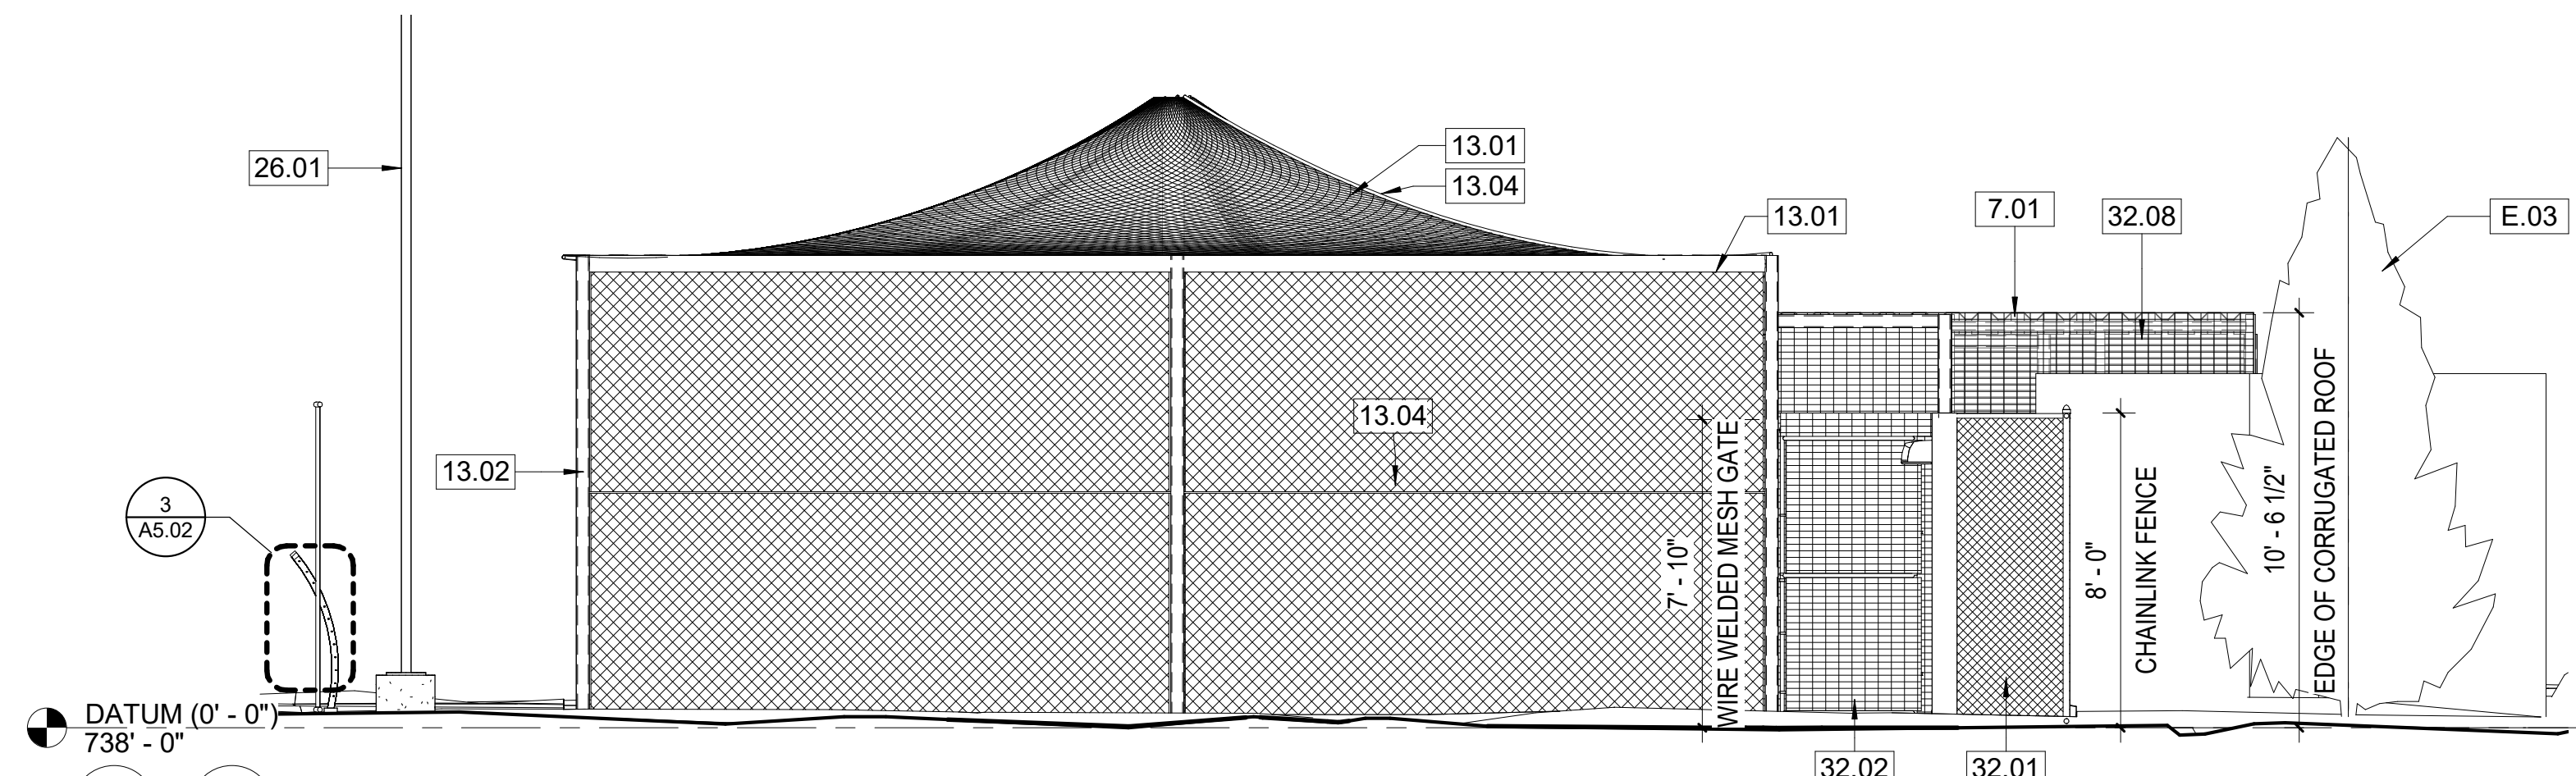 26.01
13.01
13.04
13.01
7.01
32.08
E.03
13.04
13.02
3
A5.02
7' - 10"
WIRE WELDED MESH GATE
8' - 0"
CHAINLINK FENCE
10' - 6 1/2"
EDGE OF CORRUGATED ROOF
DATUM (0' - 0")
738' - 0"
32.02
32.01